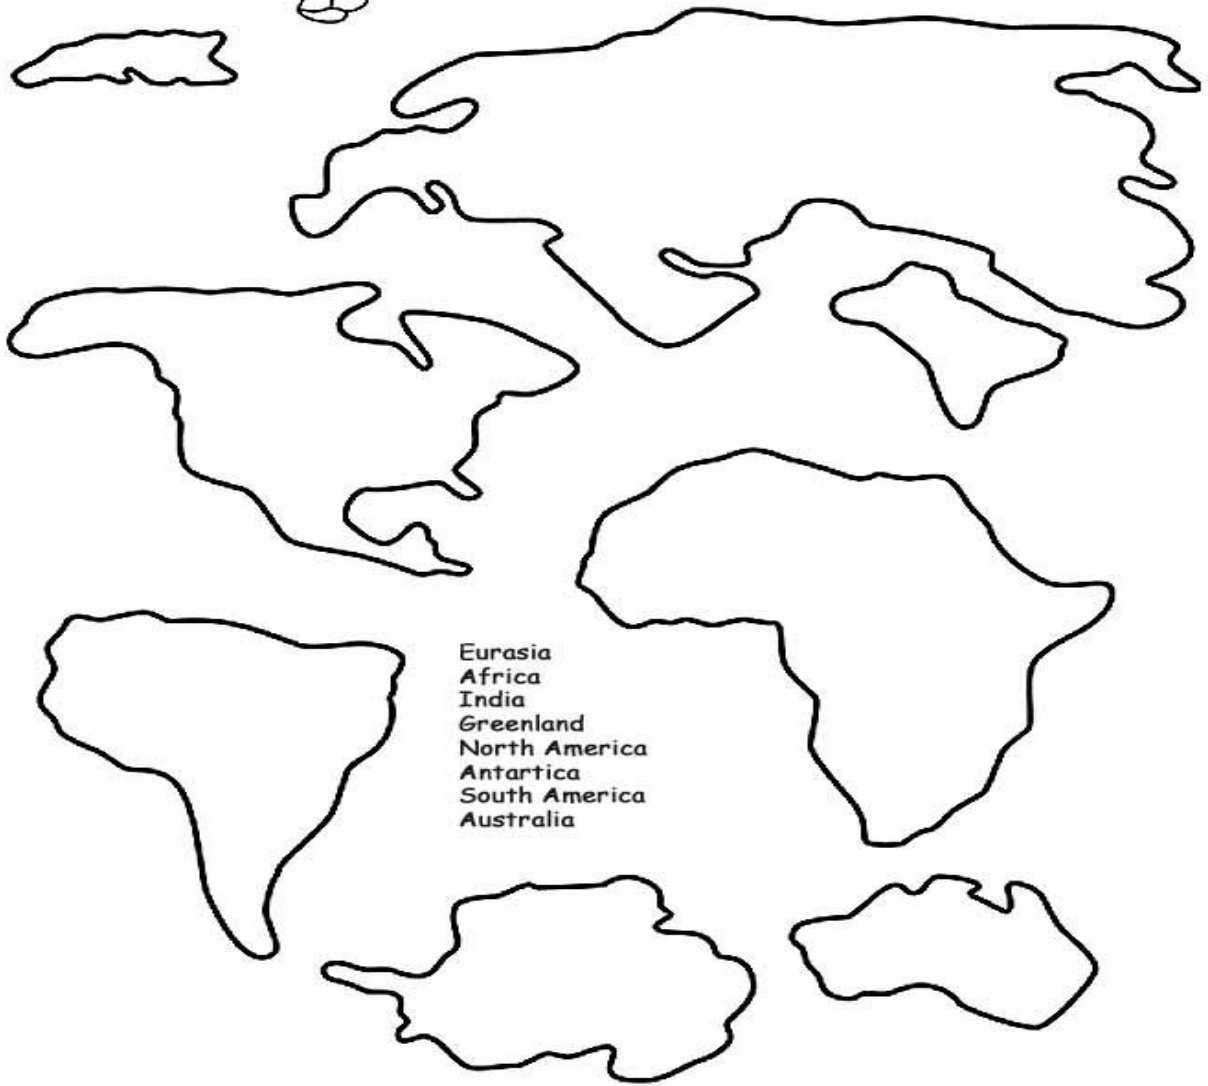 Eurasia
Africa
India
Greenland
North America
Antartica
South America
Australia